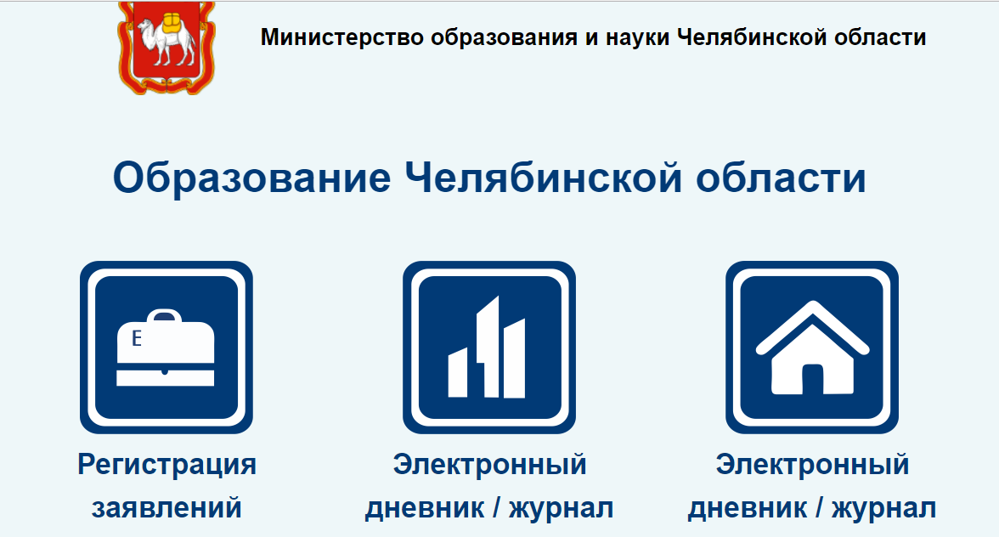 Министерство образования и науки Челябинской области
Образование Челябинской области
E
Регистрация
заявлений
Электронный
дневник / журнал
Электронный
дневник / журнал